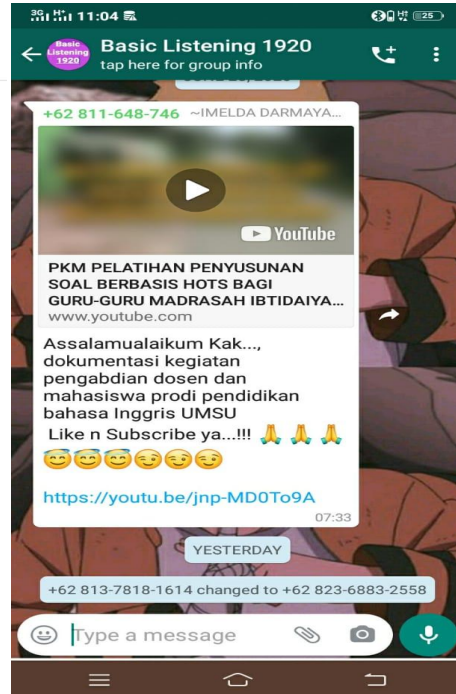 3G H+ 11:04 25
Basic Listening 1920
Basic Listening 1920
tap here for group info
+62 811-648-746 ~IMELDA DARMAYA...
YouTube
PKM PELATIHAN PENYUSUNAN
SOAL BERBASIS HOTS BAGI
GURU-GURU MADRASAH IBTIDAIYA...
www.youtube.com
Assalamualaikum Kak...,
dokumentasi kegiatan
pengabdian dosen dan
mahasiswa prodi pendidikan
bahasa Inggris UMSU
Like n Subscribe ya...!!! 🙏 🙏 🙏
😇😇😇😏😏😏
https://youtu.be/jnp-MD0To9A
07:33
YESTERDAY
+62 813-7818-1614 changed to +62 823-6883-2558
Type a message